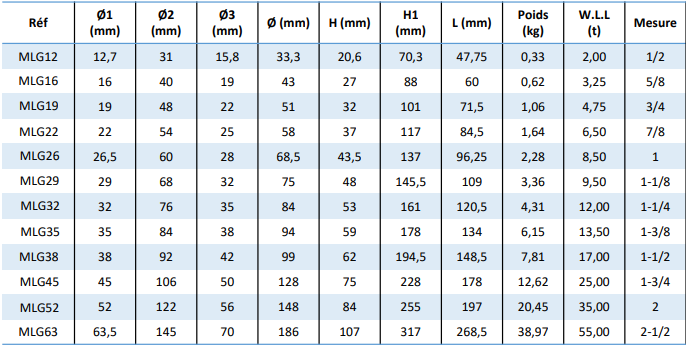 Réf Ø1 (mm) Ø2 (mm) Ø3 (mm) Ø (mm) H (mm) H1 (mm) L (mm) Poids (kg) W.L.L (t) Mesure
MLG12 12,7 31 15,8 33,3 20,6 70,3 47,75 0,33 2,00 1/2
MLG16 16 40 19 43 27 88 60 0,62 3,25 5/8
MLG19 19 48 22 51 32 101 71,5 1,06 4,75 3/4
MLG22 22 54 25 58 37 117 84,5 1,64 6,50 7/8
MLG26 26,5 60 28 68,5 43,5 137 96,25 2,28 8,50 1
MLG29 29 68 32 75 48 145,5 109 3,36 9,50 1-1/8
MLG32 32 76 35 84 53 161 120,5 4,31 12,00 1-1/4
MLG35 35 84 38 94 59 178 134 6,15 13,50 1-3/8
MLG38 38 92 42 99 62 194,5 148,5 7,81 17,00 1-1/2
MLG45 45 106 50 128 75 228 178 12,62 25,00 1-3/4
MLG52 52 122 56 148 84 255 197 20,45 35,00 2
MLG63 63,5 145 70 186 107 317 268,5 38,97 55,00 2-1/2